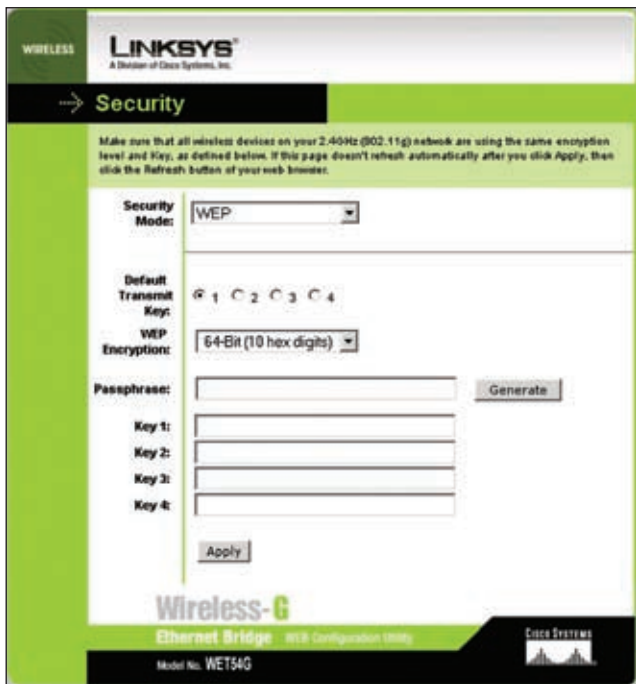 WIRELESS
LINKSYS®
A Division of Cisco Systems, Inc.
Security
Make sure that all wireless devices on your 2.4GHz (802.11g) network are using the same encryption
level and Key, as defined below. If this page doesn't refresh automatically after you click Apply, then
click the Refresh button of your web browser.
Security
Mode:
WEP
Default
Transmit
Key:
1 2 3 4
WEP
Encryption:
64-Bit (10 hex digits)
Passphrase:
Generate
Key 1:
Key 2:
Key 3:
Key 4:
Apply
Wireless-G
Ethernet Bridge WEB Configuration Utility
Cisco Systems
Model No. WET54G